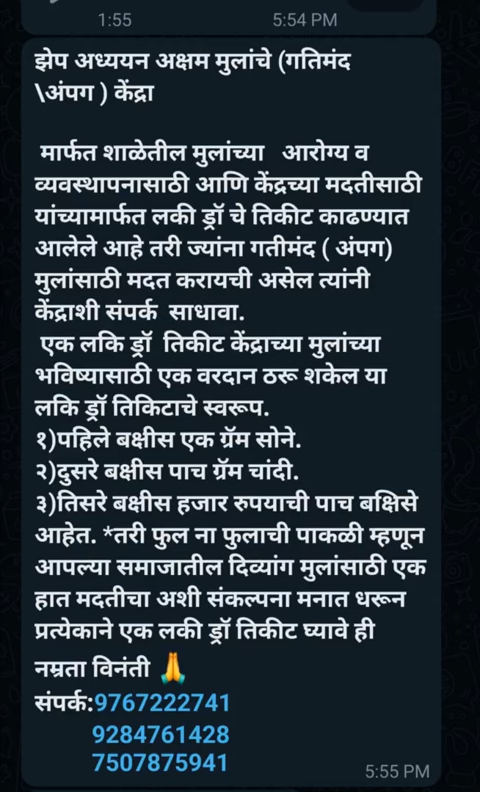 1:55 5:54 PM
झेप अध्ययन अक्षम मुलांचे (गतिमंद
\अंपग ) केंद्रा
मार्फत शाळेतील मुलांच्या आरोग्य व
व्यवस्थापनासाठी आणि केंद्रच्या मदतीसाठी
यांच्यामार्फत लकी ड्रॉ चे तिकीट काढण्यात
आलेले आहे तरी ज्यांना गतीमंद ( अंपग)
मुलांसाठी मदत करायची असेल त्यांनी
केंद्राशी संपर्क साधावा.
एक लकि ड्रॉ तिकीट केंद्राच्या मुलांच्या
भविष्यासाठी एक वरदान ठरू शकेल या
लकि ड्रॉ तिकिटाचे स्वरूप.
१)पहिले बक्षीस एक ग्रॅम सोने.
२)दुसरे बक्षीस पाच ग्रॅम चांदी.
३)तिसरे बक्षीस हजार रुपयाची पाच बक्षिसे
आहेत. *तरी फुल ना फुलाची पाकळी म्हणून
आपल्या समाजातील दिव्यांग मुलांसाठी एक
हात मदतीचा अशी संकल्पना मनात धरून
प्रत्येकाने एक लकी ड्रॉ तिकीट घ्यावे ही
नम्रता विनंती 🙏
संपर्क:9767222741
9284761428
7507875941
5:55 PM